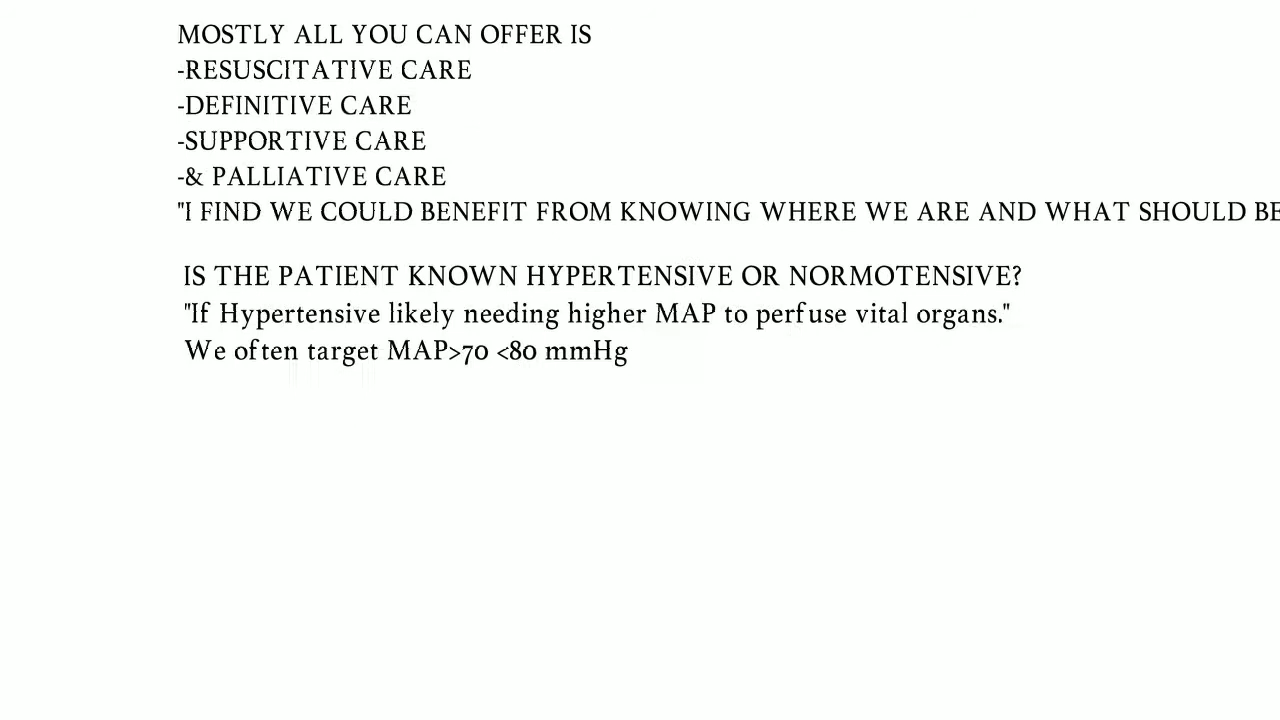 MOSTLY ALL YOU CAN OFFER IS
-RESUSCITATIVE CARE
-DEFINITIVE CARE
-SUPPORTIVE CARE
-& PALLIATIVE CARE
"I FIND WE COULD BENEFIT FROM KNOWING WHERE WE ARE AND WHAT SHOULD BE
IS THE PATIENT KNOWN HYPERTENSIVE OR NORMOTENSIVE?
"If Hypertensive likely needing higher MAP to perfuse vital organs."
We often target MAP>70 <80 mmHg